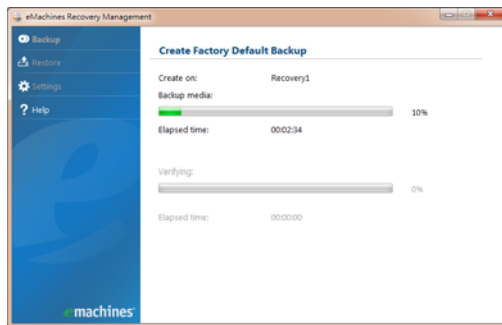 eMachines Recovery Management
Backup
Restore
Settings
Help
Create Factory Default Backup
Create on: Recovery1
Backup media:
10%
Elapsed time: 00:02:34
Verifying:
0%
Elapsed time: 00:00:00
emachines